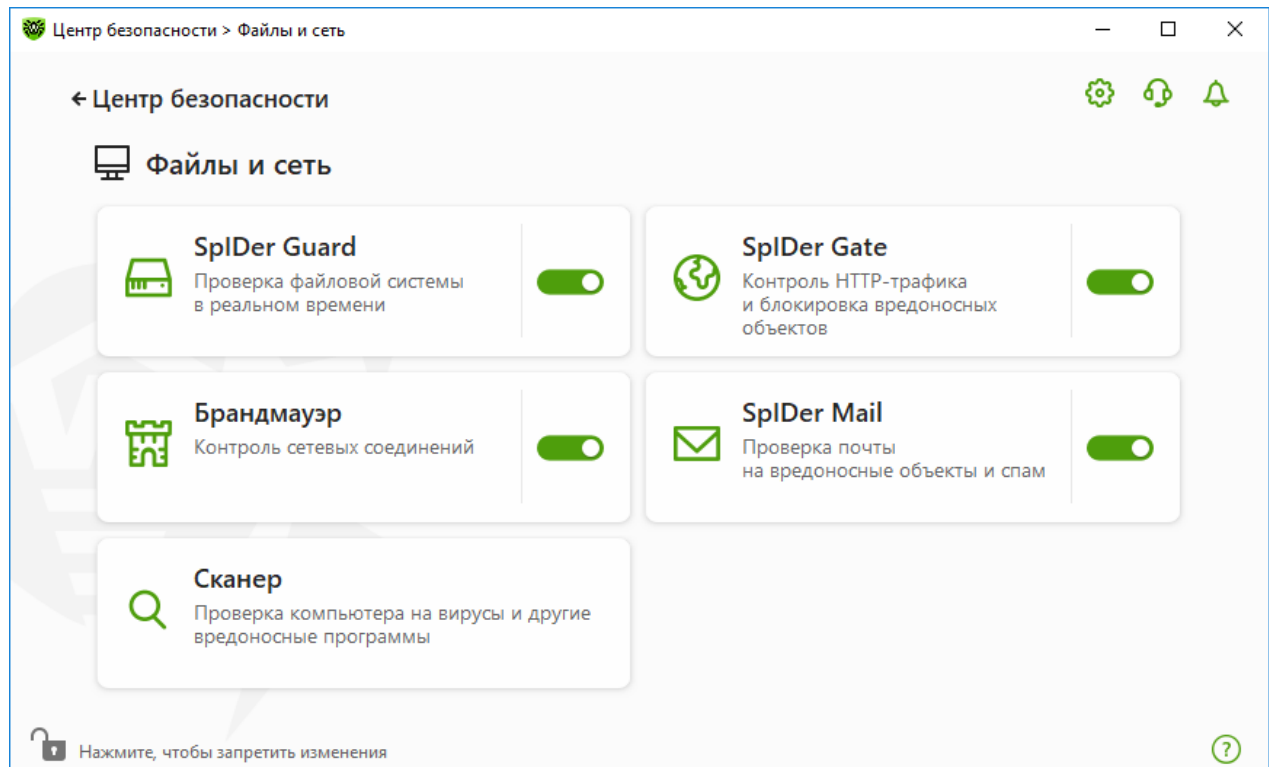 Центр безопасности > Файлы и сеть
Центр безопасности
Файлы и сеть
SpIDer Guard
Проверка файловой системы
в реальном времени
SpIDer Gate
Контроль HTTP-трафика
и блокировка вредоносных
объектов
Брандмауэр
Контроль сетевых соединений
SpIDer Mail
Проверка почты
на вредоносные объекты и спам
Сканер
Проверка компьютера на вирусы и другие
вредоносные программы
Нажмите, чтобы запретить изменения
?